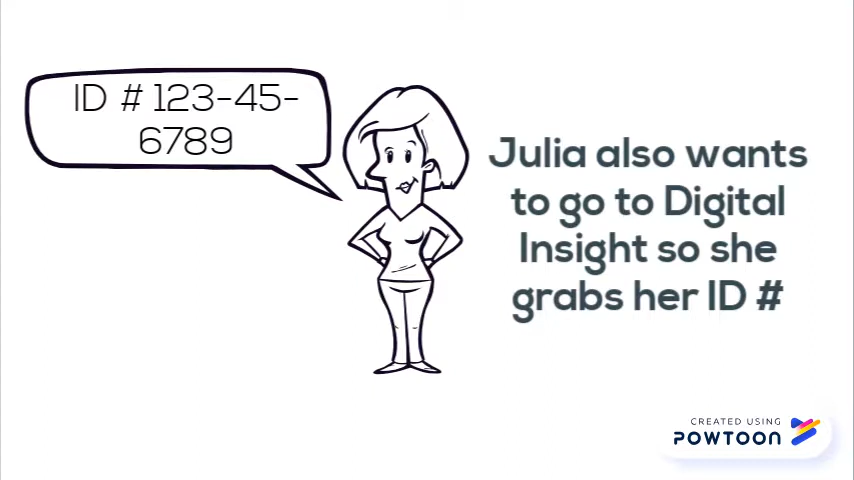 ID # 123-45-
6789
Julia also wants
to go to Digital
Insight so she
grabs her ID #
CREATED USING
POWTOON